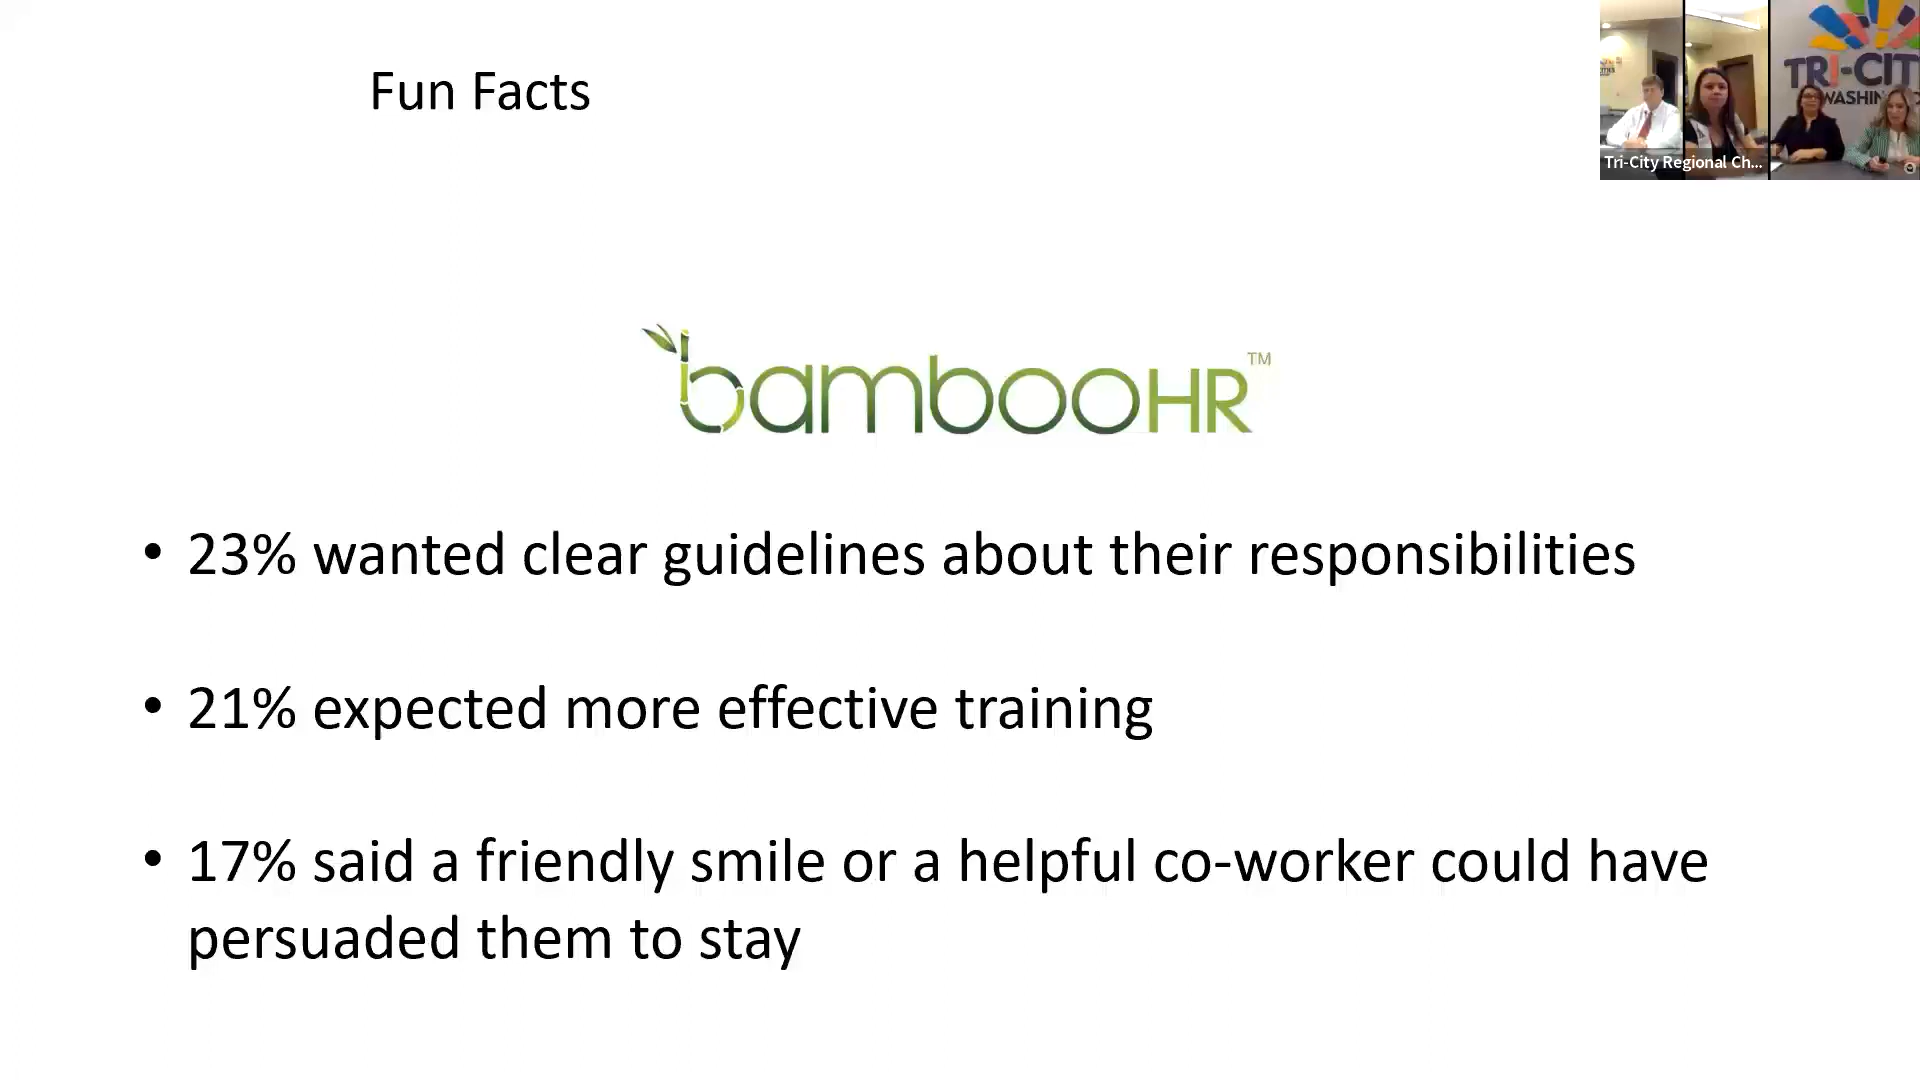 Fun Facts
TRI-CIT
WASHIN
Tri-City Regional Ch...
bambooHR™
• 23% wanted clear guidelines about their responsibilities
• 21% expected more effective training
• 17% said a friendly smile or a helpful co-worker could have
persuaded them to stay